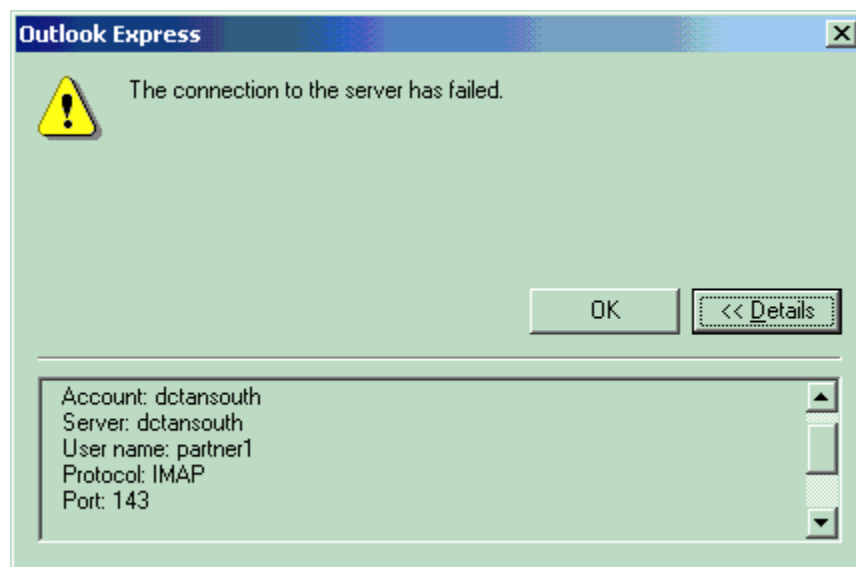 Outlook Express
The connection to the server has failed.
OK
<< Details
Account: dctansouth
Server: dctansouth
User name: partner1
Protocol: IMAP
Port: 143